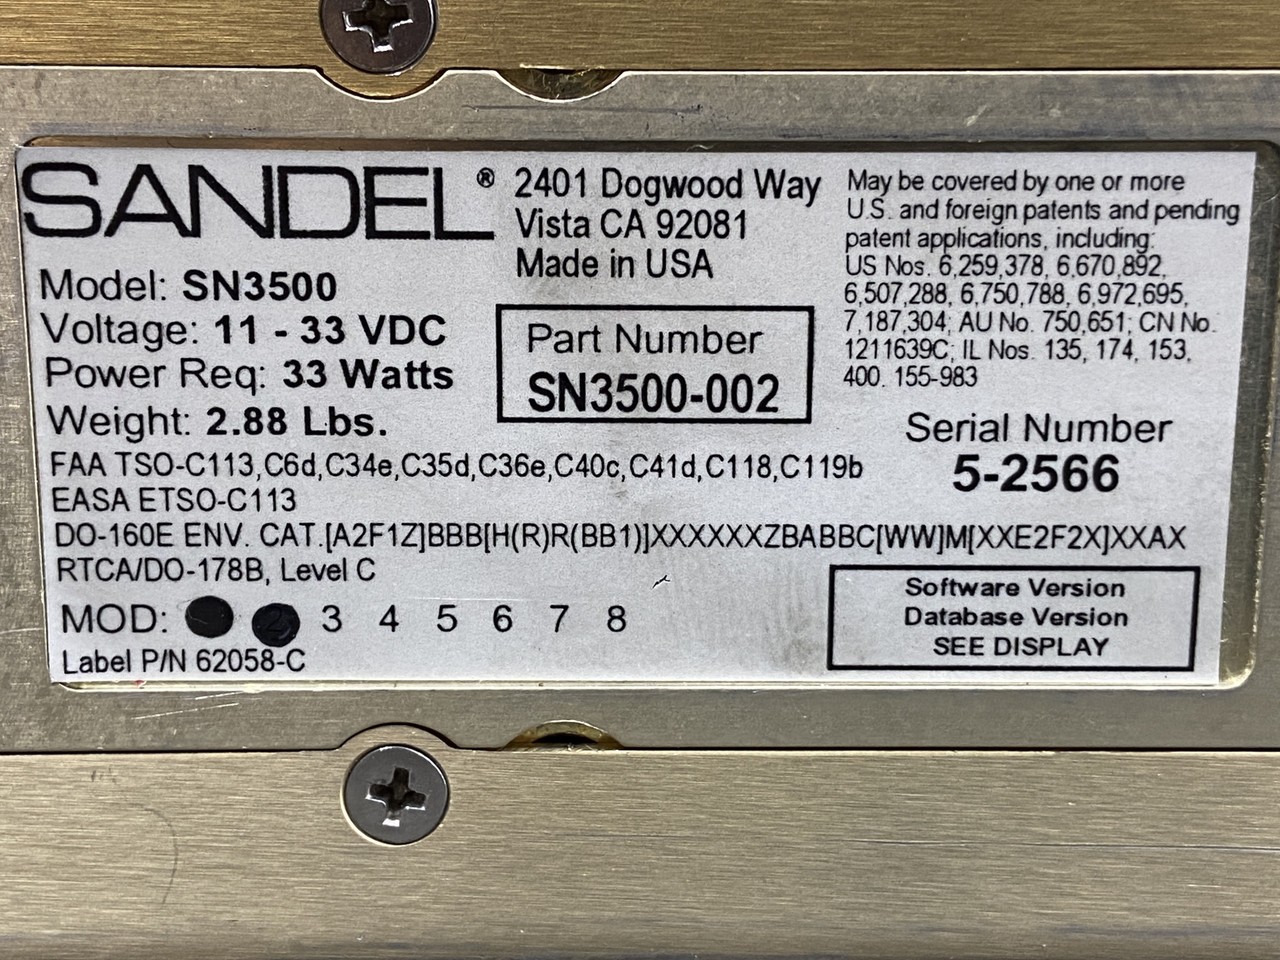 SANDEL®
2401 Dogwood Way
Vista CA 92081
Made in USA
May be covered by one or more
U.S. and foreign patents and pending
patent applications, including:
US Nos. 6,259,378, 6,670,892,
6,507,288, 6,750,788, 6,972,695,
7,187,304; AU No. 750,651; CN No.
1211639C; IL Nos. 135, 174, 153,
400. 155-983
Model: SN3500
Voltage: 11 - 33 VDC
Power Req: 33 Watts
Weight: 2.88 Lbs.
Part Number
SN3500-002
Serial Number
5-2566
FAA TSO-C113,C6d,C34e,C35d,C36e,C40c,C41d,C118,C119b
EASA ETSO-C113
DO-160E ENV. CAT.[A2F1Z]BBB[H(R)R(BB1)]XXXXXXZBABBC[WW]M[XXE2F2X]XXAX
RTCA/DO-178B, Level C
MOD: 2 3 4 5 6 7 8
Label P/N 62058-C
Software Version
Database Version
SEE DISPLAY